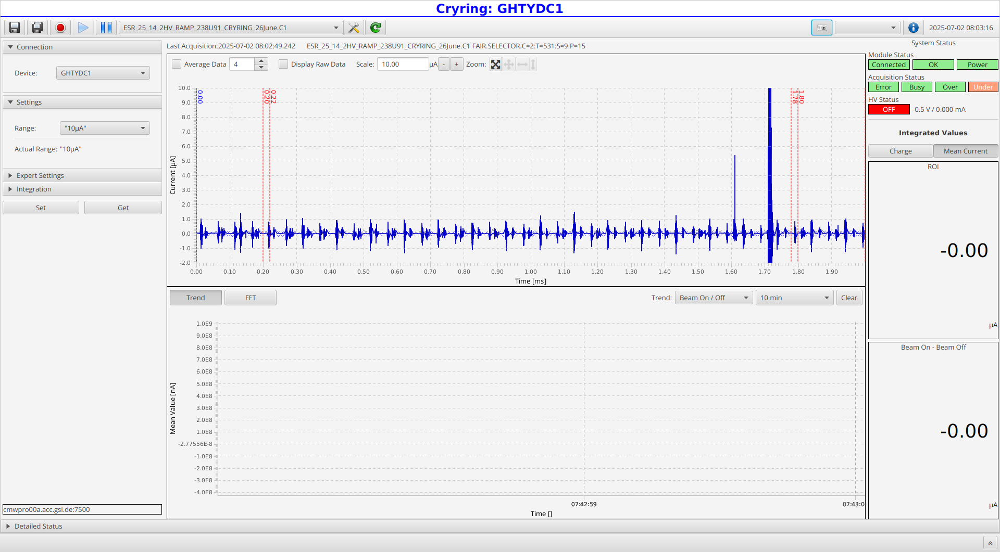 Cryring: GHTYDC1
ESR_25_14_2HV_RAMP_238U91_CRYRING_26June.C1
2025-07-02 08:03:16
Connection
Device:
GHTYDC1
Settings
Range:
"10µA"
Actual Range: "10µA"
Expert Settings
Integration
Set
Get
cmwpro00a.acc.gsi.de:7500
Last Acquisition:2025-07-02 08:02:49.242 ESR_25_14_2HV_RAMP_238U91_CRYRING_26June.C1 FAIR.SELECTOR.C=2:T=531:S=9:P=15
Average Data 4 Display Raw Data Scale: 10.00 µA - + Zoom:
Current [µA]
10.0
9.0
8.0
7.0
6.0
5.0
4.0
3.0
2.0
1.0
0.0
-1.0
-2.0
0.00
0.20
0.22
1.78
1.80
0.00 0.10 0.20 0.30 0.40 0.50 0.60 0.70 0.80 0.90 1.00 1.10 1.20 1.30 1.40 1.50 1.60 1.70 1.80 1.90
Time [ms]
Trend FFT Trend: Beam On / Off 10 min Clear
Mean Value [nA]
1.0E9
9.0E8
8.0E8
7.0E8
6.0E8
5.0E8
4.0E8
3.0E8
2.0E8
1.0E8
-2.77556E-8
-1.0E8
-2.0E8
-3.0E8
-4.0E8
07:42:59 07:43:0
Time []
System Status
Module Status
Connected OK Power
Acquisition Status
Error Busy Over Under
HV Status
OFF -0.5 V / 0.000 mA
Integrated Values
Charge Mean Current
ROI
-0.00
µA
Beam On - Beam Off
-0.00
µA
Detailed Status